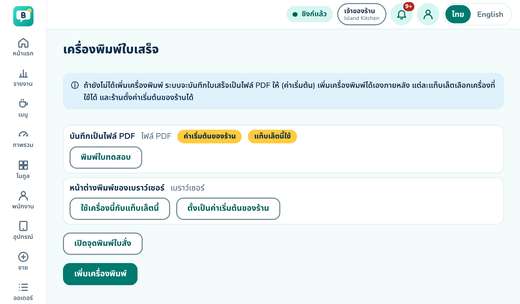 B
ซิงก์แล้ว
เจ้าของร้าน
Island Kitchen
9+
ไทย
English
หน้าแรก
รายงาน
เมนู
ภาพรวม
โมดูล
พนักงาน
อุปกรณ์
ขาย
ออเดอร์
เครื่องพิมพ์ใบเสร็จ
ถ้ายังไม่ได้เพิ่มเครื่องพิมพ์ ระบบจะบันทึกใบเสร็จเป็นไฟล์ PDF ให้ (ค่าเริ่มต้น) เพิ่มเครื่องพิมพ์ได้เองภายหลัง แต่ละแท็บเล็ตเลือกเครื่องที่
ใช้ได้ และร้านตั้งค่าเริ่มต้นของร้านได้
บันทึกเป็นไฟล์ PDF ไฟล์ PDF ค่าเริ่มต้นของร้าน แท็บเล็ตนี้ใช้
พิมพ์ใบทดสอบ
หน้าต่างพิมพ์ของเบราว์เซอร์ เบราว์เซอร์
ใช้เครื่องนี้กับแท็บเล็ตนี้ ตั้งเป็นค่าเริ่มต้นของร้าน
เปิดจุดพิมพ์ใบสั่ง
เพิ่มเครื่องพิมพ์